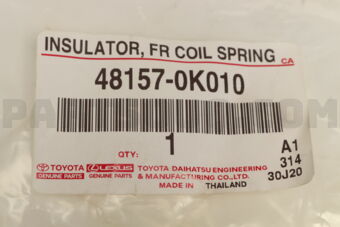 INSULATOR, FR COIL SPRING CA
48157-0K010
QTY: 1 A1
314
30J20
TOYOTA LEXUS TOYOTA DAIHATSU ENGINEERING
GENUINE PARTS GENUINE PARTS & MANUFACTURING CO.,LTD.
MADE IN THAILAND